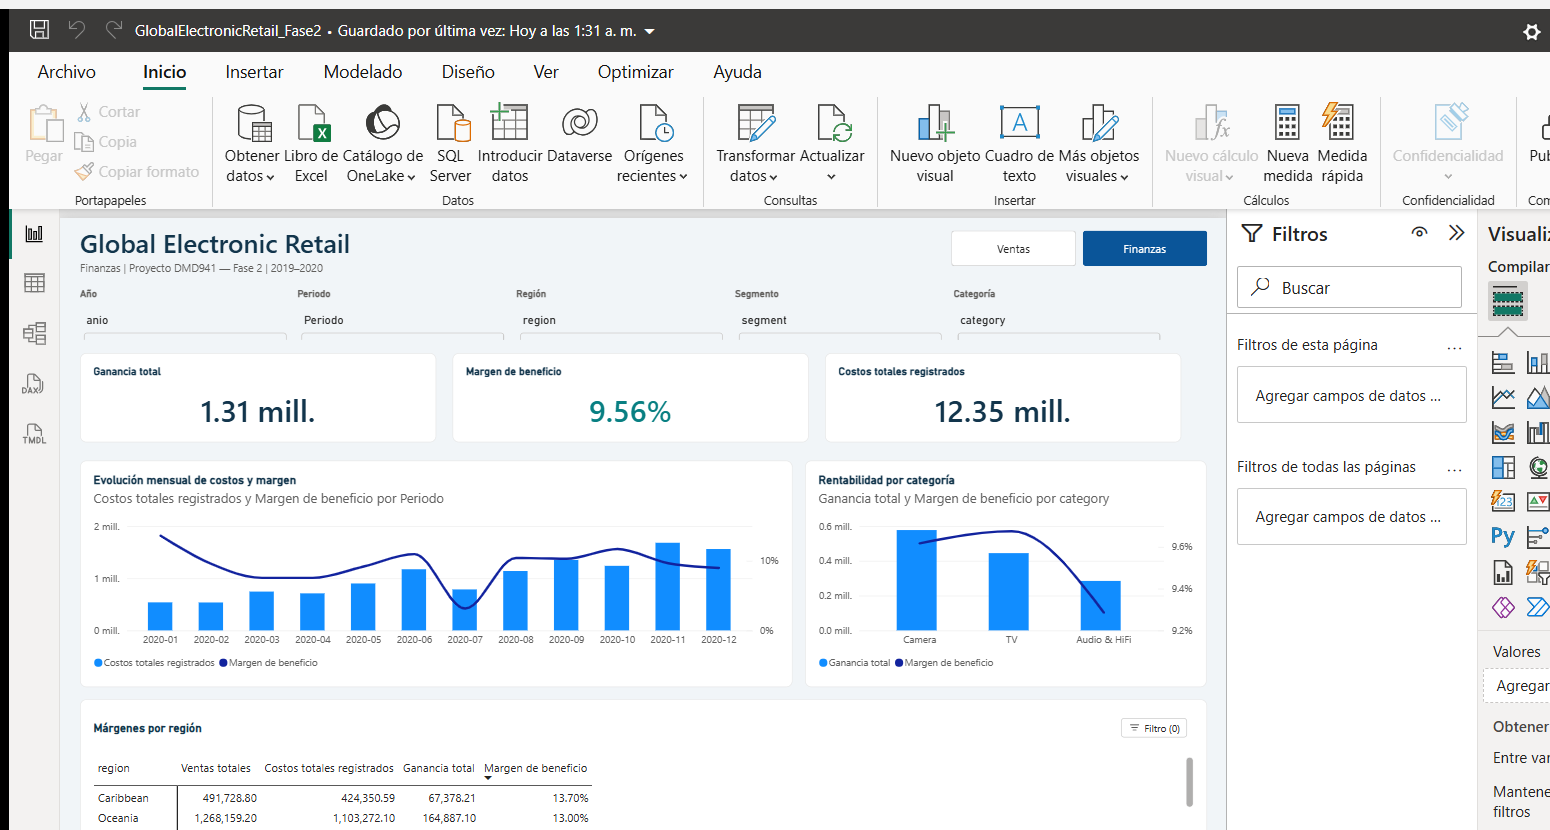 GlobalElectronicRetail_Fase2 • Guardado por última vez: Hoy a las 1:31 a. m.
Archivo Inicio Insertar Modelado Diseño Ver Optimizar Ayuda
Pegar
Cortar
Copia
Copiar formato
Portapapeles
Obtener datos
Libro de Excel
Catálogo de OneLake
SQL Server
Introducir datos
Dataverse
Orígenes recientes
Datos
Transformar datos
Actualizar
Consultas
Nuevo objeto visual
Cuadro de texto
Más objetos visuales
Insertar
Nuevo cálculo visual
Nueva medida
Medida rápida
Cálculos
Confidencialidad
Confidencialidad
Pub
Com
DAX
TMDL
Global Electronic Retail
Finanzas | Proyecto DMD941 — Fase 2 | 2019–2020
Ventas
Finanzas
Año Periodo Región Segmento Categoría
anio Periodo region segment category
Ganancia total
1.31 mill.
Margen de beneficio
9.56%
Costos totales registrados
12.35 mill.
Evolución mensual de costos y margen
Costos totales registrados y Margen de beneficio por Periodo
2 mill.
1 mill.
0 mill.
10%
0%
2020-01 2020-02 2020-03 2020-04 2020-05 2020-06 2020-07 2020-08 2020-09 2020-10 2020-11 2020-12
Costos totales registrados Margen de beneficio
Rentabilidad por categoría
Ganancia total y Margen de beneficio por category
0.6 mill.
0.4 mill.
0.2 mill.
0.0 mill.
9.6%
9.4%
9.2%
Camera TV Audio & HiFi
Ganancia total Margen de beneficio
Márgenes por región
Filtro (0)
region Ventas totales Costos totales registrados Ganancia total Margen de beneficio
Caribbean 491,728.80 424,350.59 67,378.21 13.70%
Oceania 1,268,159.20 1,103,272.10 164,887.10 13.00%
Filtros
Buscar
Filtros de esta página ...
Agregar campos de datos ...
Filtros de todas las páginas ...
Agregar campos de datos ...
Visualiz
Compilar
123
Py
Valores
Agregar
Obtener
Entre var
Mantene
filtros